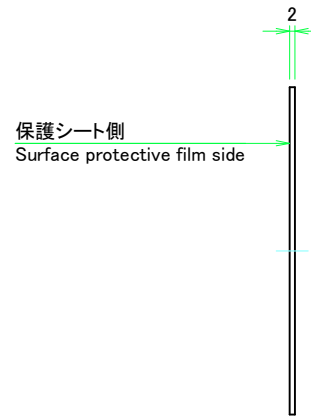 2
保護シート側
Surface protective film side